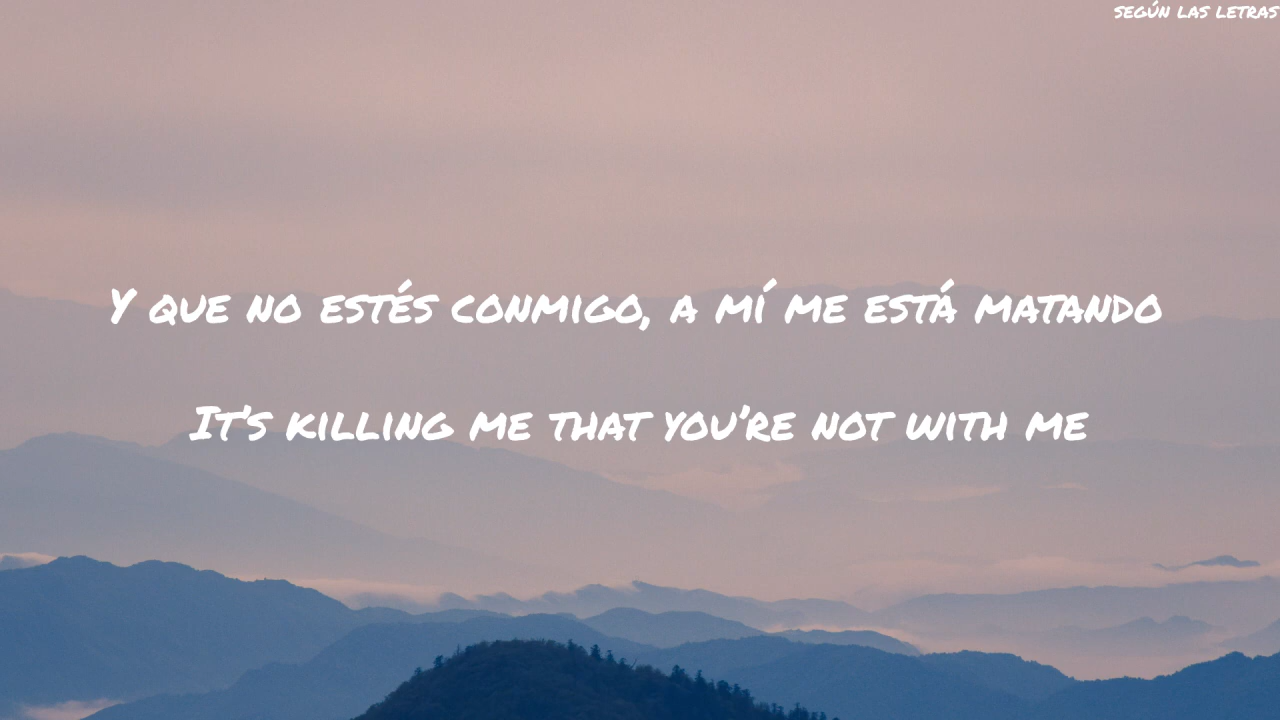 según las letras
Y que no estés conmigo, a mí me está matando
It's killing me that you're not with me